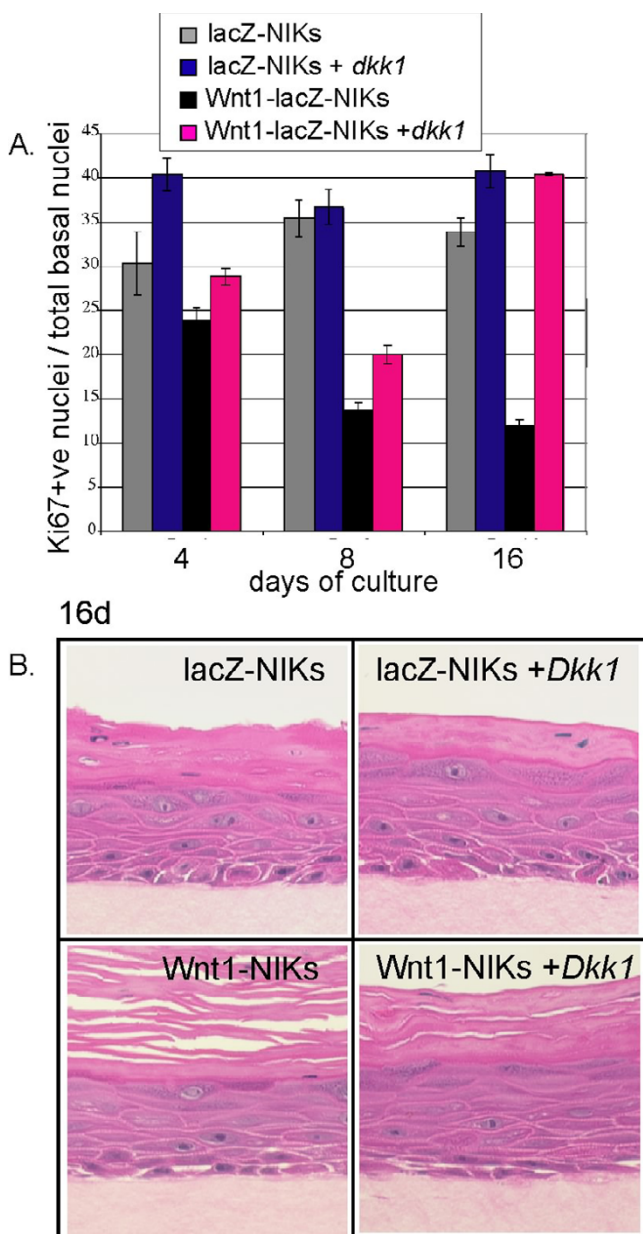 lacZ-NIKs
lacZ-NIKs + dkk1
Wnt1-lacZ-NIKs
Wnt1-lacZ-NIKs +dkk1
A.
Ki67+ve nuclei / total basal nuclei
45
40
35
30
25
20
15
10
5
0
4 8 16
days of culture
16d
B.
lacZ-NIKs
lacZ-NIKs +Dkk1
Wnt1-NIKs
Wnt1-NIKs +Dkk1